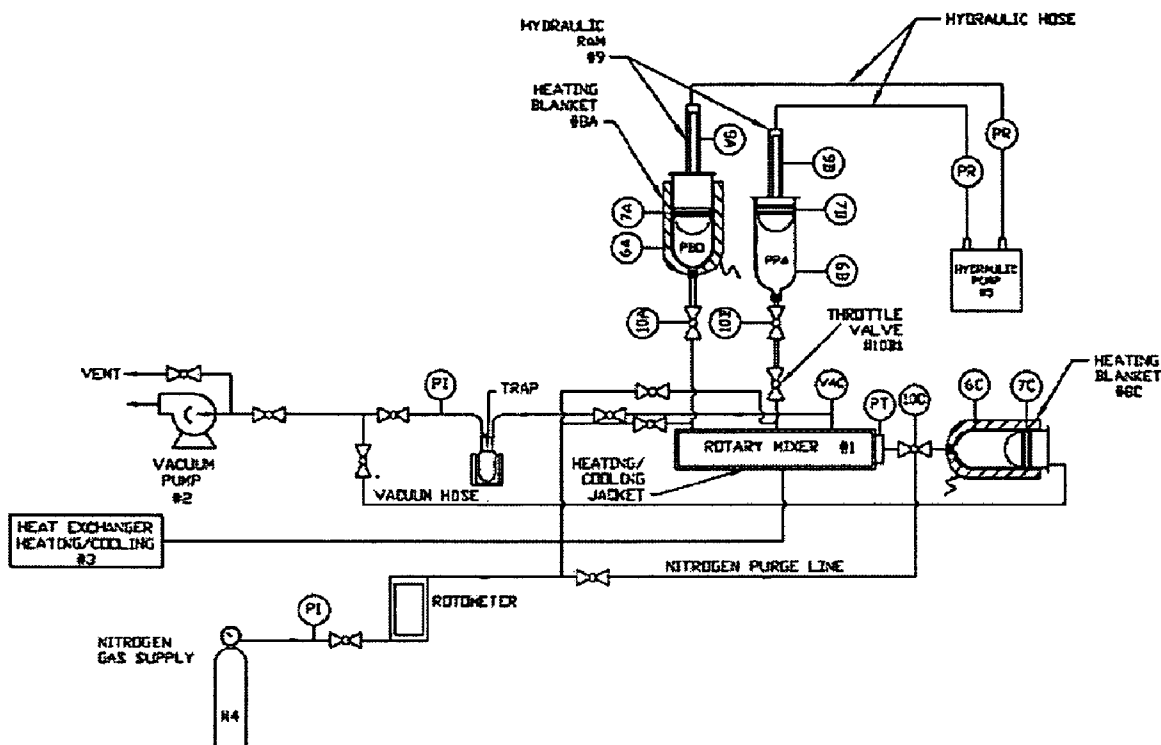 HYDRAULIC HOSE
HYDRAULIC
RAM
#9
HEATING
BLANKET
#8A
9A
9B
PR
PR
7A
7B
6A
PBD
PPA
6B
HYDRAULIC
PUMP
#5
10A
10B
THROTTLE
VALVE
#10B1
HEATING
BLANKET
#8C
VENT
PI
TRAP
VAC
PT
10C
6C
7C
ROTARY MIXER #1
VACUUM
PUMP
#2
VACUUM HOSE
HEATING/
COOLING
JACKET
HEAT EXCHANGER
HEATING/COOLING
#3
NITROGEN PURGE LINE
ROTOMETER
PI
NITROGEN
GAS SUPPLY
#4